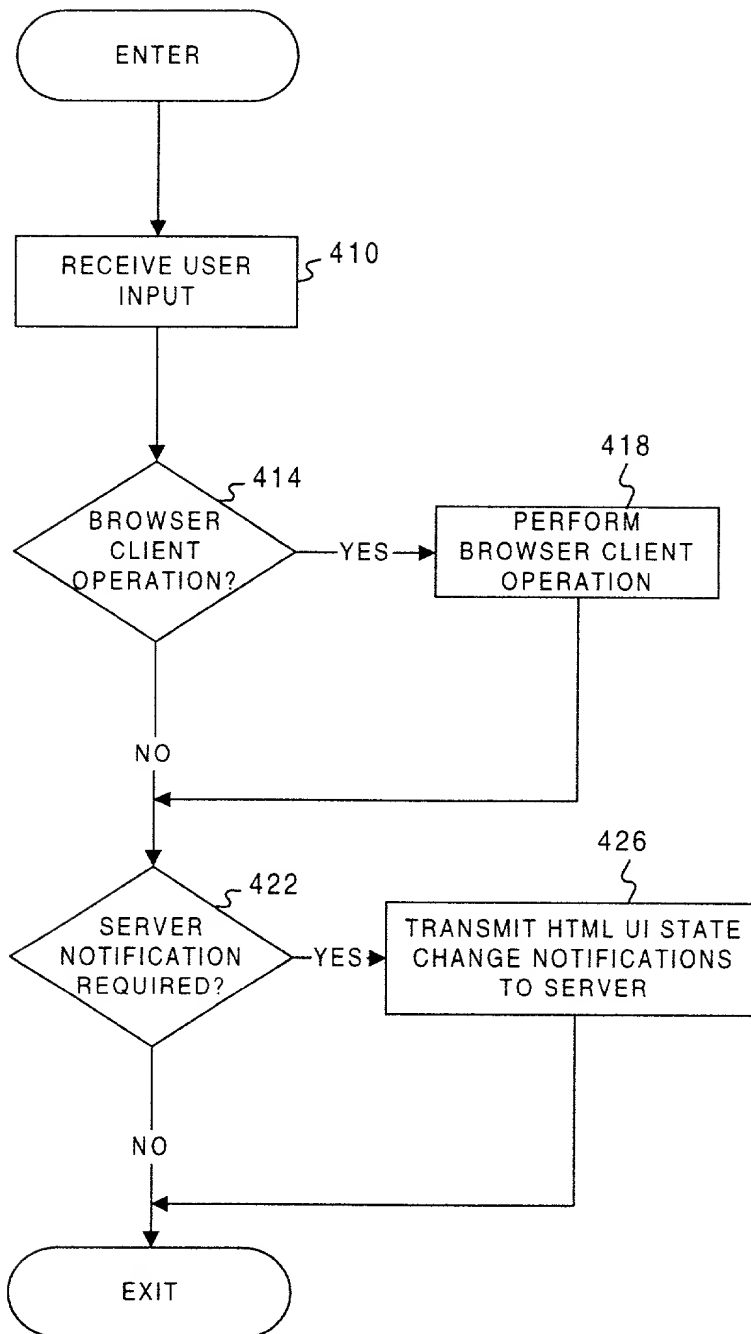 ENTER
RECEIVE USER
INPUT
410
BROWSER
CLIENT
OPERATION?
414
YES
PERFORM
BROWSER CLIENT
OPERATION
418
NO
SERVER
NOTIFICATION
REQUIRED?
422
YES
TRANSMIT HTML UI STATE
CHANGE NOTIFICATIONS
TO SERVER
426
NO
EXIT